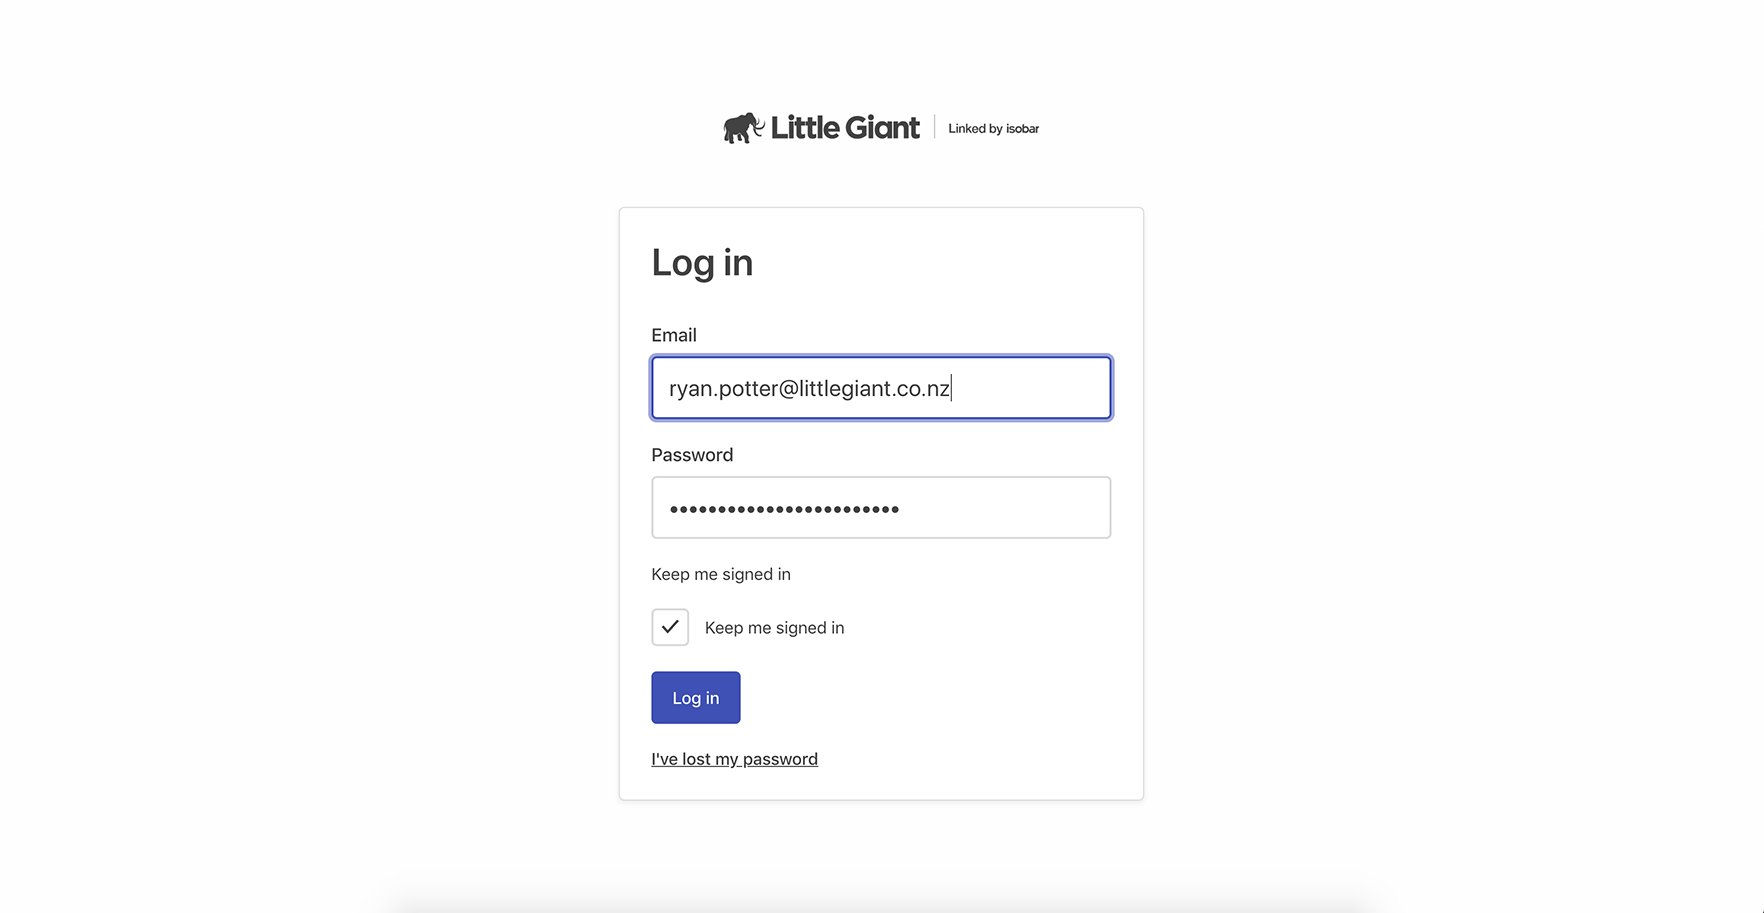 Little Giant
Linked by isobar
Log in
Email
ryan.potter@littlegiant.co.nz
Password
••••••••••••••••••••••••
Keep me signed in
Keep me signed in
Log in
I've lost my password